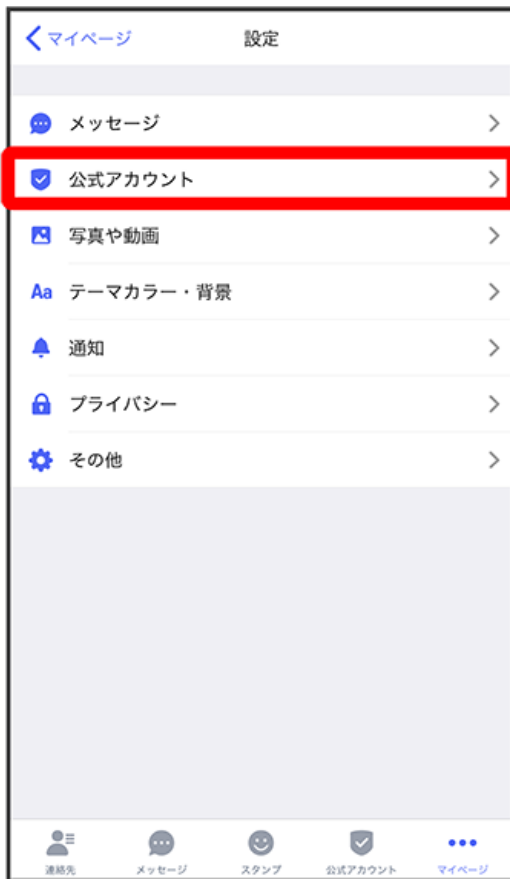 マイページ 設定
メッセージ
公式アカウント
写真や動画
Aa テーマカラー・背景
通知
プライバシー
その他
連絡先 メッセージ スタンプ 公式アカウント マイページ